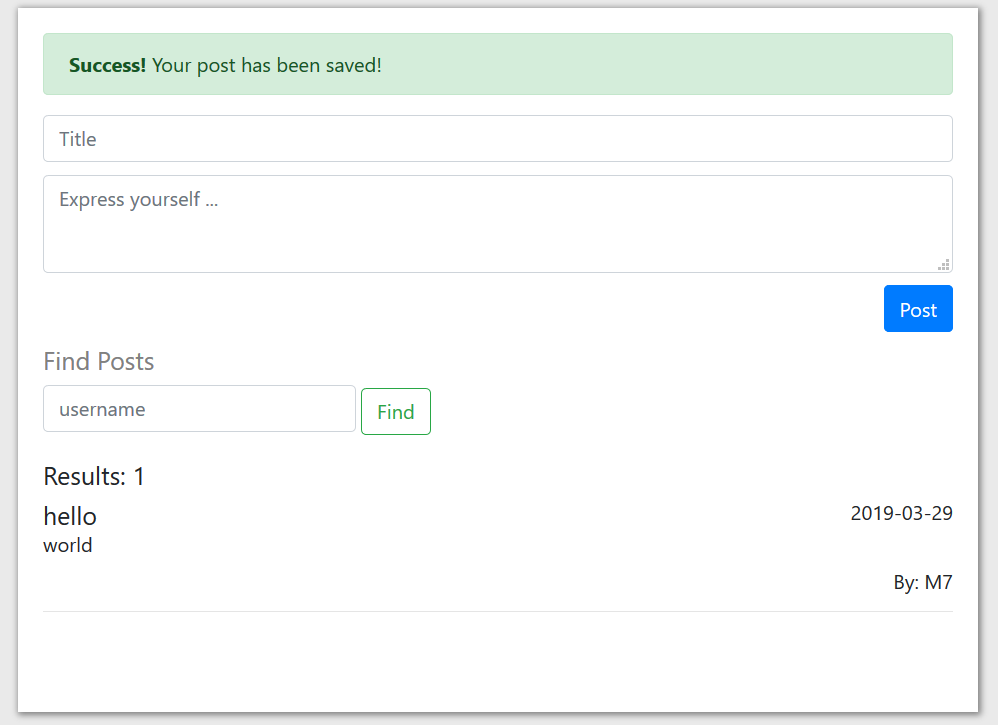 Success! Your post has been saved!
Title
Express yourself ...
Post
Find Posts
username
Find
Results: 1
hello
2019-03-29
world
By: M7